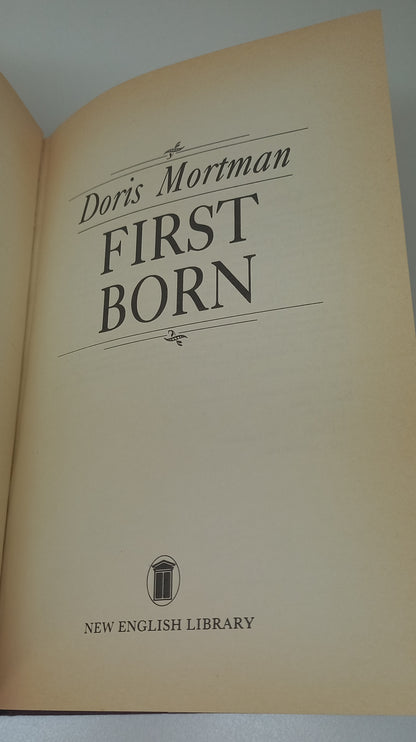 Doris Mortman
FIRST
BORN
NEW ENGLISH LIBRARY